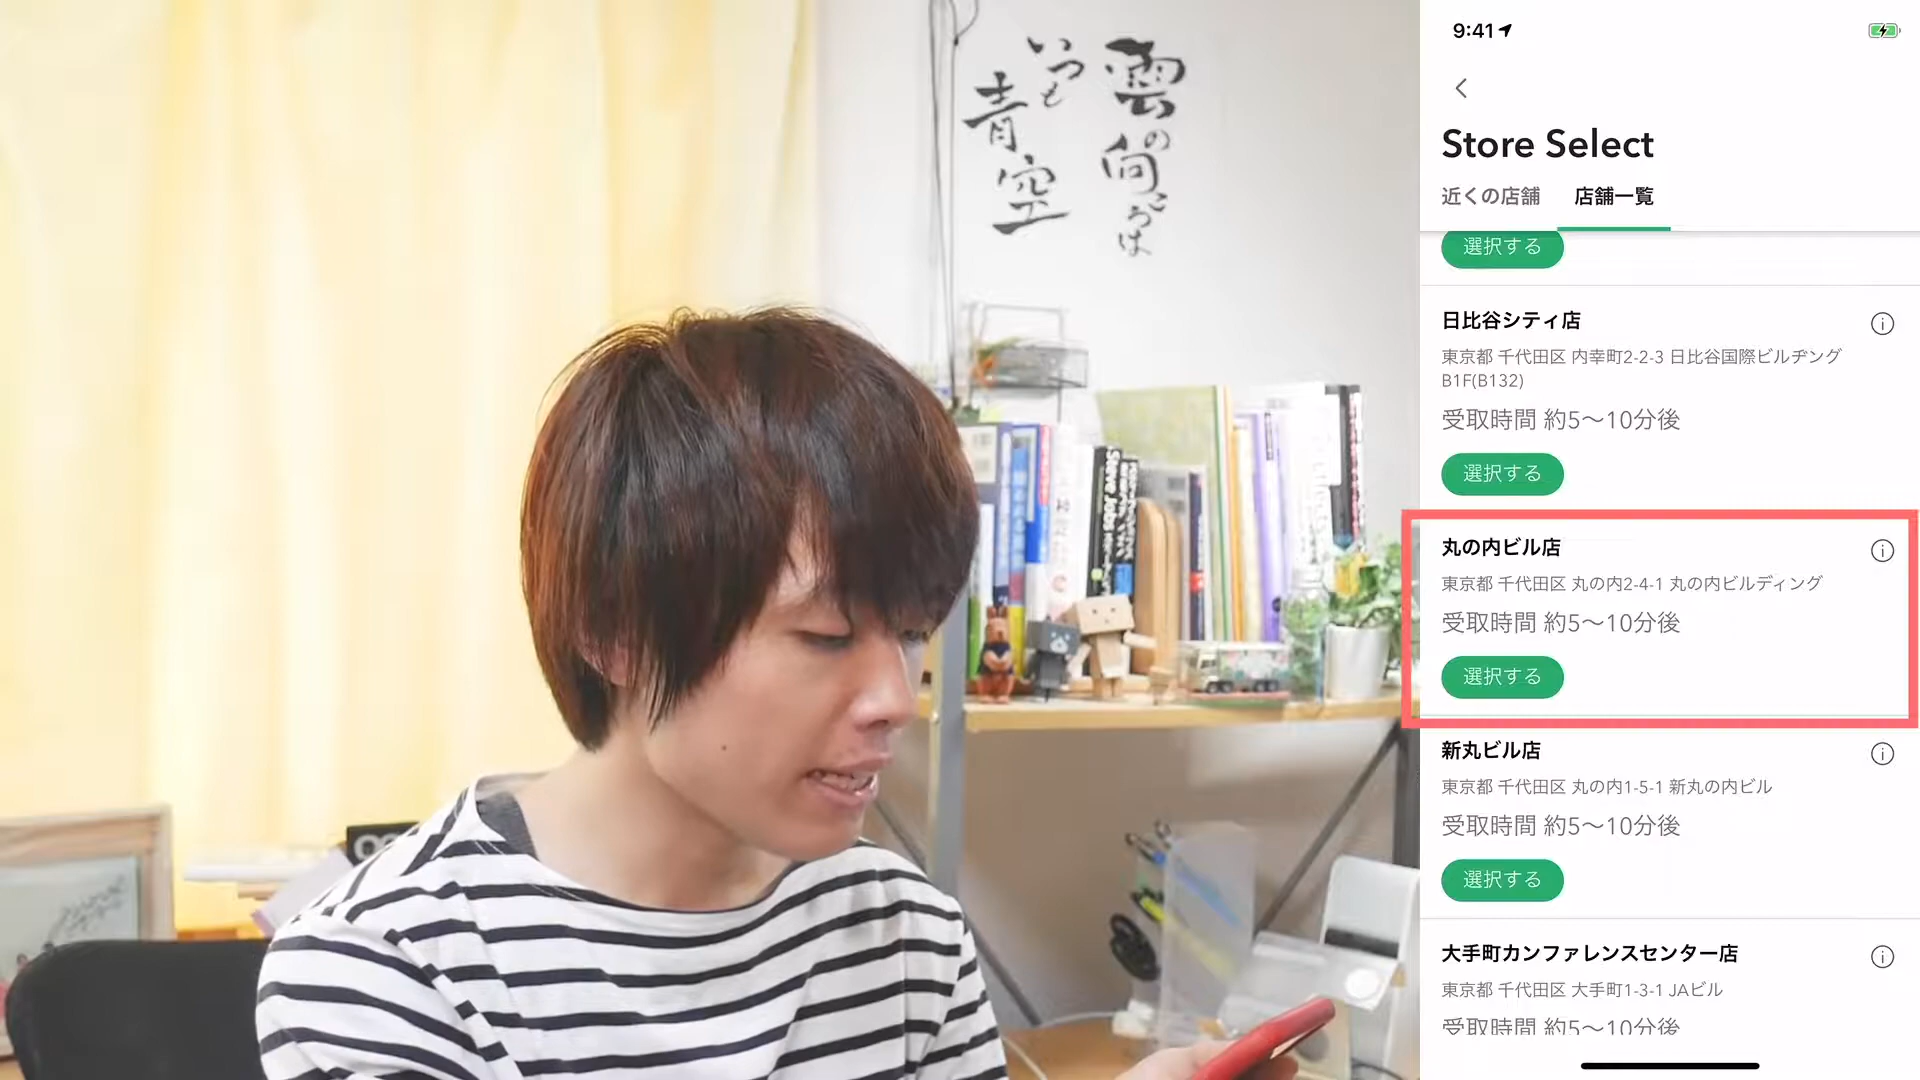 雲の向こうは
いつも
青空
Steve Jobs
9:41
Store Select
近くの店舗 店舗一覧
選択する
日比谷シティ店
東京都 千代田区 内幸町2-2-3 日比谷国際ビルヂング
B1F(B132)
受取時間 約5〜10分後
選択する
丸の内ビル店
東京都 千代田区 丸の内2-4-1 丸の内ビルディング
受取時間 約5〜10分後
選択する
新丸ビル店
東京都 千代田区 丸の内1-5-1 新丸の内ビル
受取時間 約5〜10分後
選択する
大手町カンファレンスセンター店
東京都 千代田区 大手町1-3-1 JAビル
受取時間 約5〜10分後